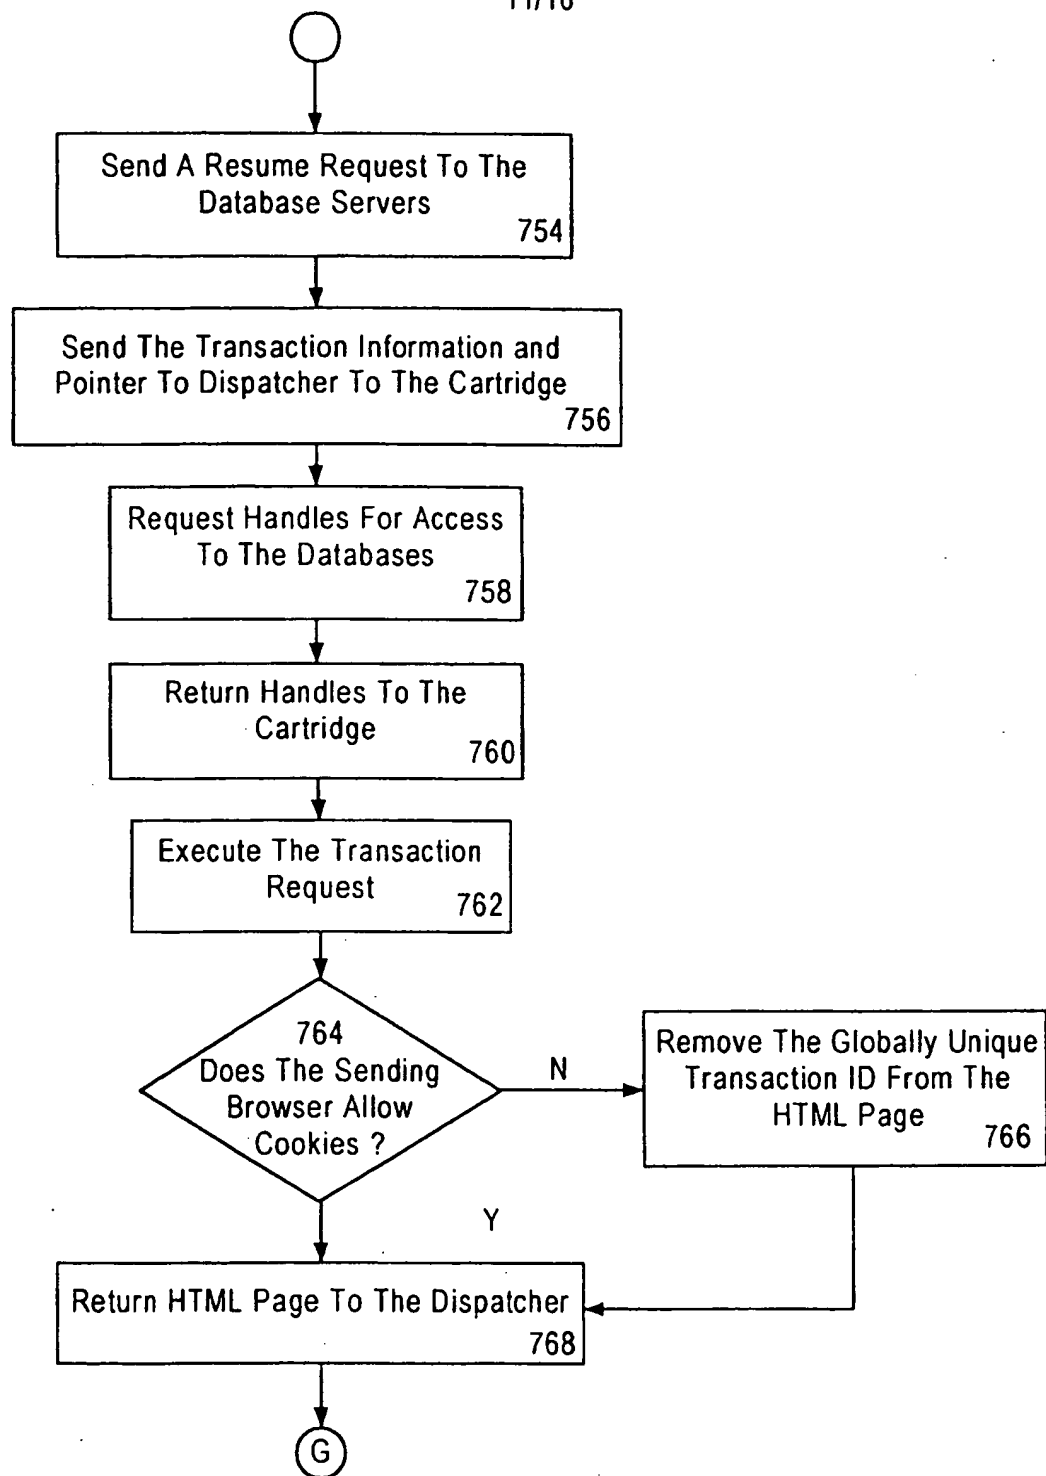 Send A Resume Request To The
Database Servers
754
Send The Transaction Information and
Pointer To Dispatcher To The Cartridge
756
Request Handles For Access
To The Databases
758
Return Handles To The
Cartridge
760
Execute The Transaction
Request
762
764
Does The Sending
Browser Allow
Cookies ?
N
Remove The Globally Unique
Transaction ID From The
HTML Page
766
Y
Return HTML Page To The Dispatcher
768
G